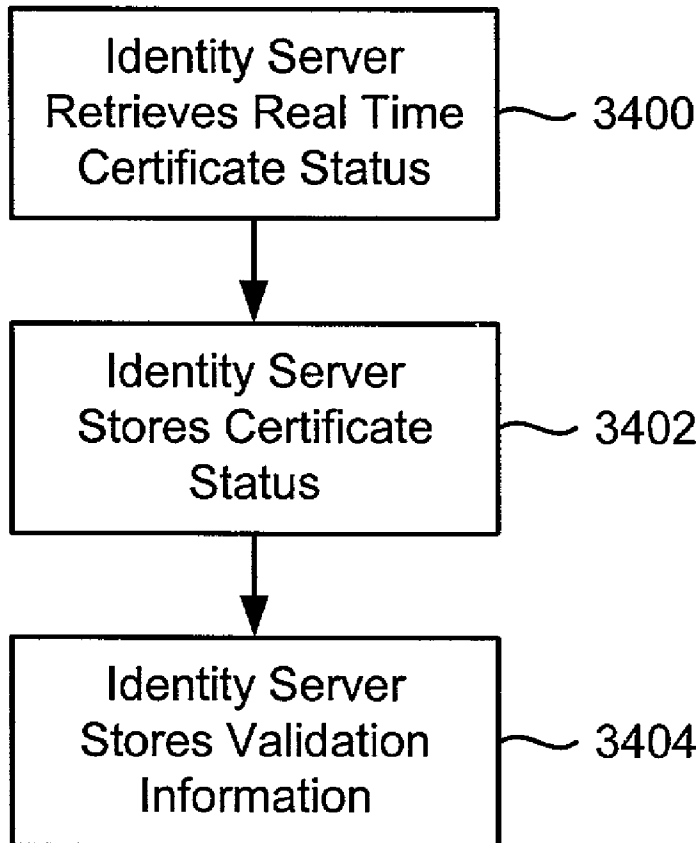 Identity Server
Retrieves Real Time
Certificate Status
3400
Identity Server
Stores Certificate
Status
3402
Identity Server
Stores Validation
Information
3404